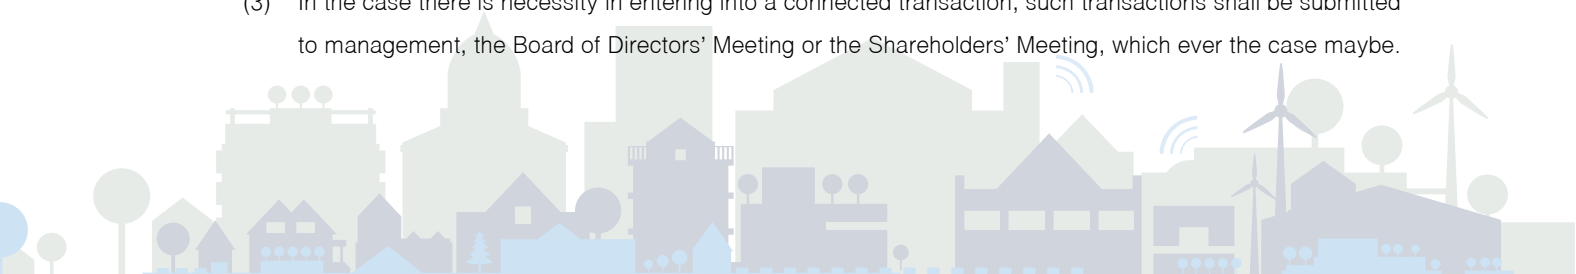 (3) In the case there is necessity in entering into a connected transaction, such transactions shall be submitted
to management, the Board of Directors’ Meeting or the Shareholders’ Meeting, which ever the case maybe.